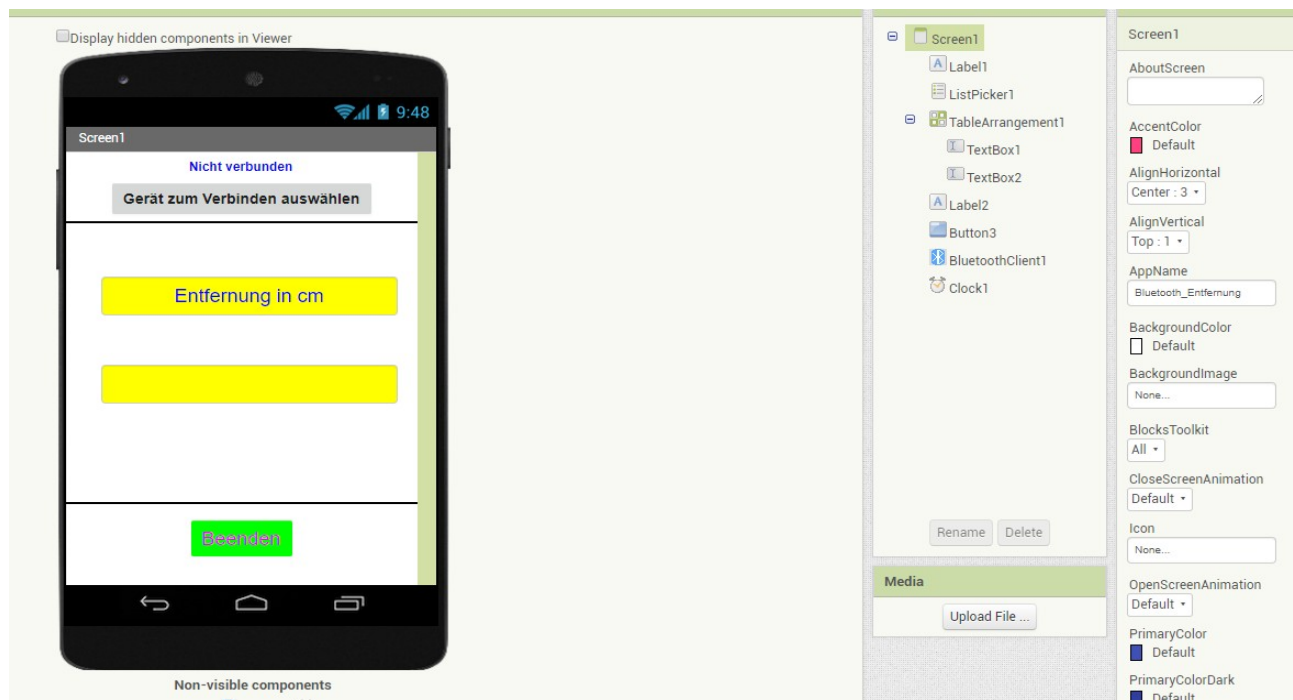 Display hidden components in Viewer
9:48
Screen1
Nicht verbunden
Gerät zum Verbinden auswählen
Entfernung in cm
Beenden
Non-visible components
Screen1
Label1
ListPicker1
TableArrangement1
TextBox1
TextBox2
Label2
Button3
BluetoothClient1
Clock1
Rename Delete
Media
Upload File ...
Screen1
AboutScreen
AccentColor
Default
AlignHorizontal
Center : 3
AlignVertical
Top : 1
AppName
Bluetooth_Entfernung
BackgroundColor
Default
BackgroundImage
None...
BlocksToolkit
All
CloseScreenAnimation
Default
Icon
None...
OpenScreenAnimation
Default
PrimaryColor
Default
PrimaryColorDark
Default